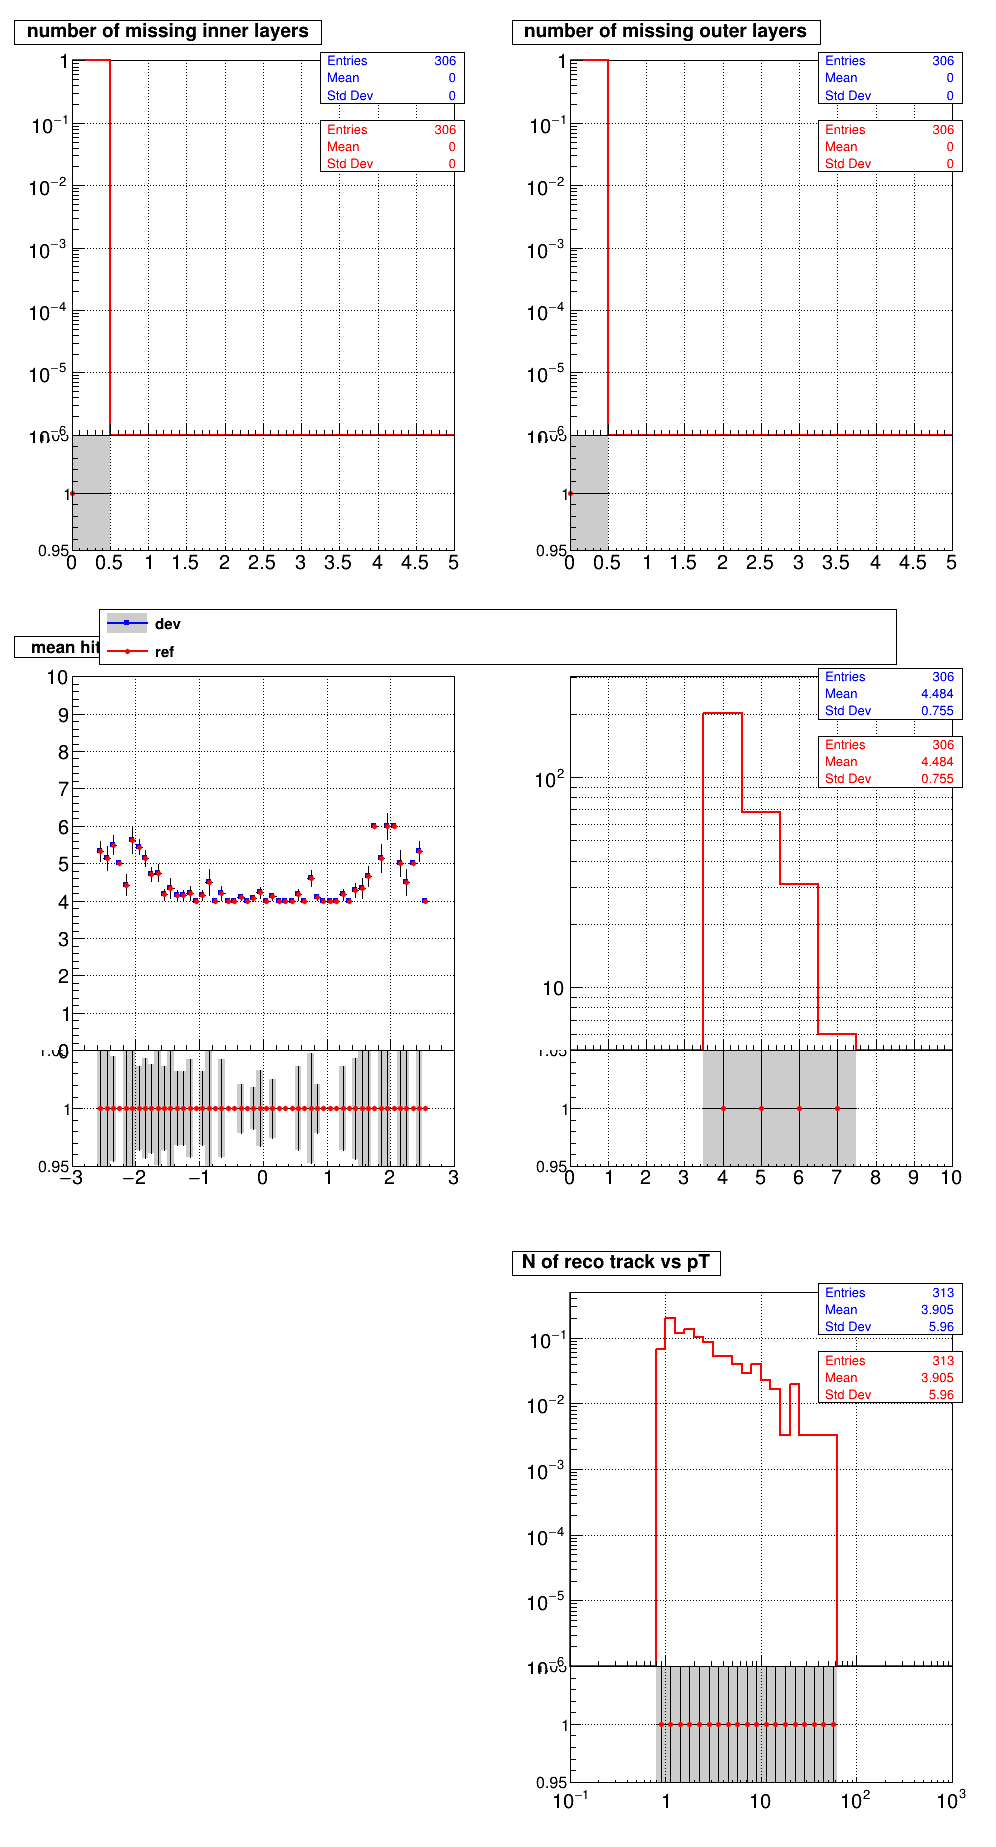 number of missing inner layers
Entries 306
Mean 0
Std Dev 0
Entries 306
Mean 0
Std Dev 0
1
10−1
10−2
10−3
10−4
10−5
10−6
1
0.95
0 0.5 1 1.5 2 2.5 3 3.5 4 4.5 5
number of missing outer layers
Entries 306
Mean 0
Std Dev 0
Entries 306
Mean 0
Std Dev 0
1
10−1
10−2
10−3
10−4
10−5
10−6
1
0.95
0 0.5 1 1.5 2 2.5 3 3.5 4 4.5 5
dev
ref
mean hit
10
9
8
7
6
5
4
3
2
1
0
1
0.95
−3 −2 −1 0 1 2 3
Entries 306
Mean 4.484
Std Dev 0.755
Entries 306
Mean 4.484
Std Dev 0.755
102
10
1.05
1
0.95
0 1 2 3 4 5 6 7 8 9 10
N of reco track vs pT
Entries 313
Mean 3.905
Std Dev 5.96
Entries 313
Mean 3.905
Std Dev 5.96
10−1
10−2
10−3
10−4
10−5
10−6
1
0.95
10−1 1 10 102 103